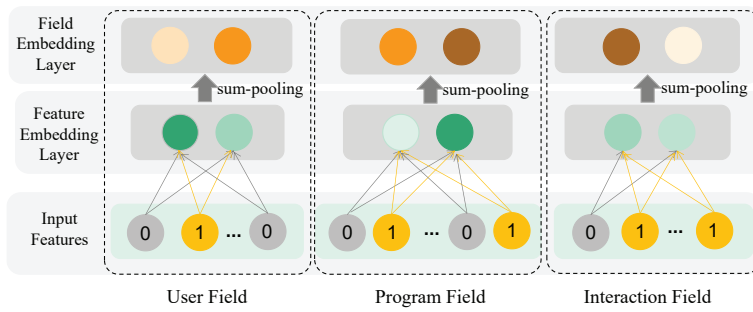 Field
Embedding
Layer
sum-pooling
sum-pooling
sum-pooling
Feature
Embedding
Layer
Input
Features
0 1 ... 0
0 1 ... 0 1
0 1 ... 1
User Field
Program Field
Interaction Field